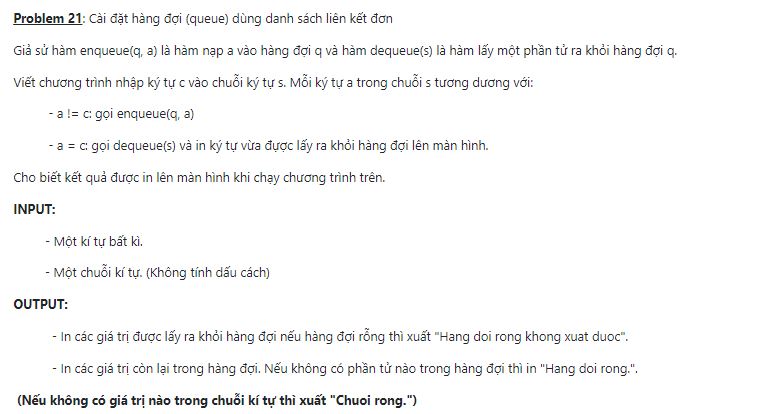 Problem 21: Cài đặt hàng đợi (queue) dùng danh sách liên kết đơn
Giả sử hàm enqueue(q, a) là hàm nạp a vào hàng đợi q và hàm dequeue(s) là hàm lấy một phần tử ra khỏi hàng đợi q.
Viết chương trình nhập ký tự c vào chuỗi ký tự s. Mỗi ký tự a trong chuỗi s tương dương với:
- a != c: gọi enqueue(q, a)
- a = c: gọi dequeue(s) và in ký tự vừa được lấy ra khỏi hàng đợi lên màn hình.
Cho biết kết quả được in lên màn hình khi chạy chương trình trên.
INPUT:
- Một kí tự bất kì.
- Một chuỗi kí tự. (Không tính dấu cách)
OUTPUT:
- In các giá trị được lấy ra khỏi hàng đợi nếu hàng đợi rỗng thì xuất "Hang doi rong khong xuat duoc".
- In các giá trị còn lại trong hàng đợi. Nếu không có phần tử nào trong hàng đợi thì in "Hang doi rong.".
(Nếu không có giá trị nào trong chuỗi kí tự thì xuất "Chuoi rong.")